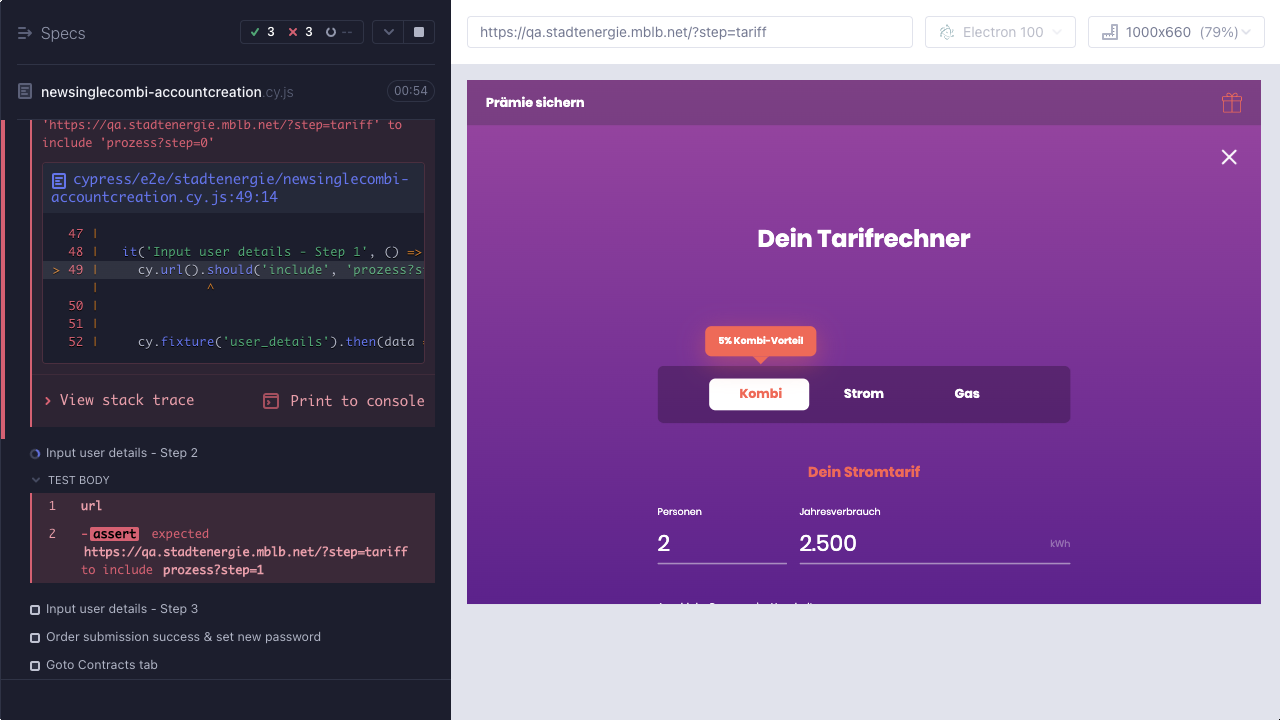 Specs
3
3
--
newsinglecombi-accountcreation.cy.js
00:54
'https://qa.stadtenergie.mblb.net/?step=tariff' to
include 'prozess?step=0'
cypress/e2e/stadtenergie/newsinglecombi-
accountcreation.cy.js:49:14
47 |
48 | it('Input user details - Step 1', () =>
> 49 | cy.url().should('include', 'prozess?s
| ^
50 |
51 |
52 | cy.fixture('user_details').then(data
View stack trace
Print to console
Input user details - Step 2
TEST BODY
1 url
2 -assert expected
https://qa.stadtenergie.mblb.net/?step=tariff
to include prozess?step=1
Input user details - Step 3
Order submission success & set new password
Goto Contracts tab
https://qa.stadtenergie.mblb.net/?step=tariff
Electron 100
1000x660 (79%)
Prämie sichern
Dein Tarifrechner
5% Kombi-Vorteil
Kombi
Strom
Gas
Dein Stromtarif
Personen
Jahresverbrauch
2
2.500
kWh